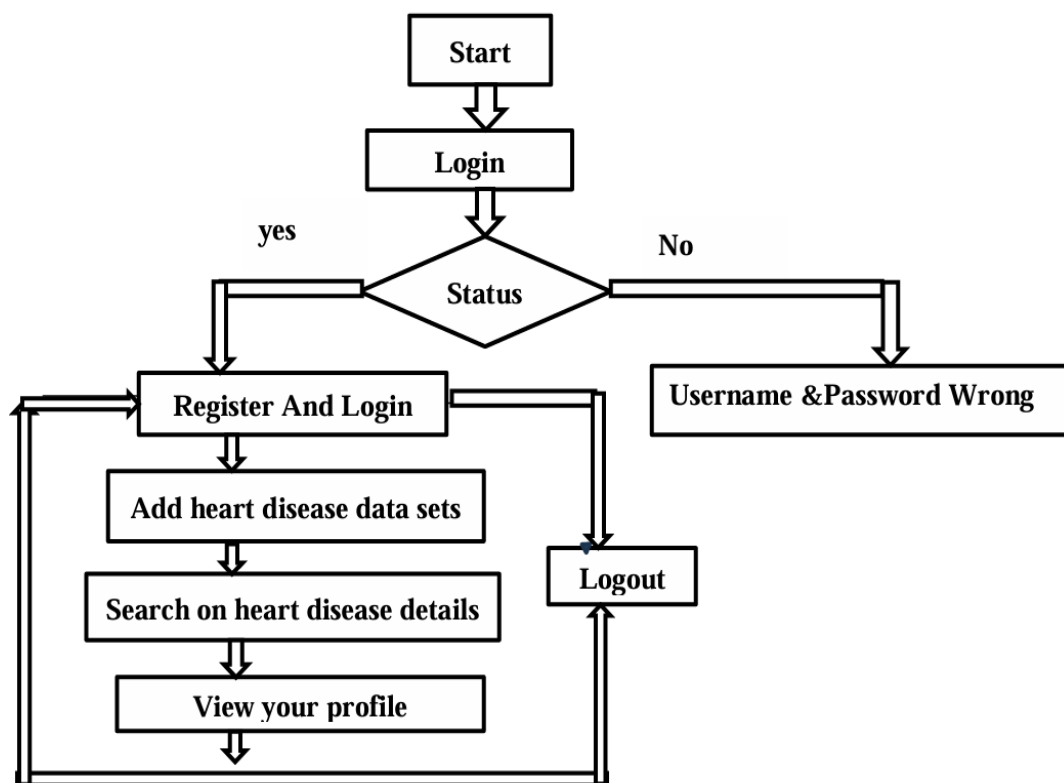 Start
Login
yes
No
Status
Register And Login
Username &Password Wrong
Add heart disease data sets
Logout
Search on heart disease details
View your profile